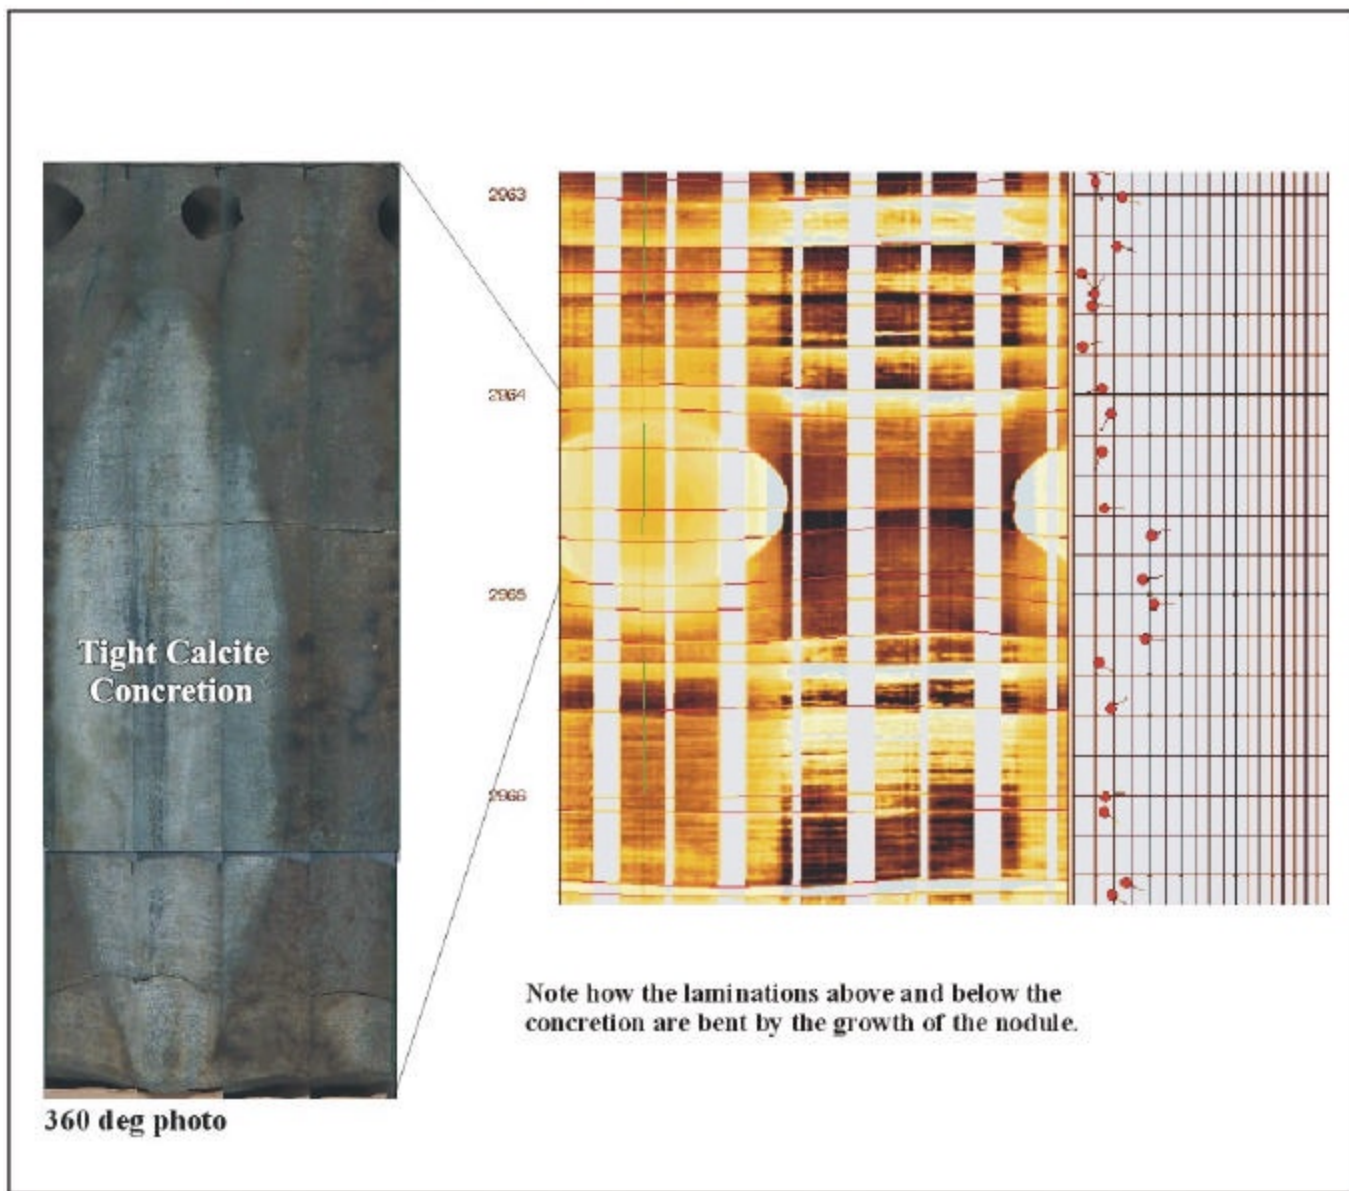 2963
2964
2965
2966
Tight Calcite
Concretion
Note how the laminations above and below the
concretion are bent by the growth of the nodule.
360 deg photo